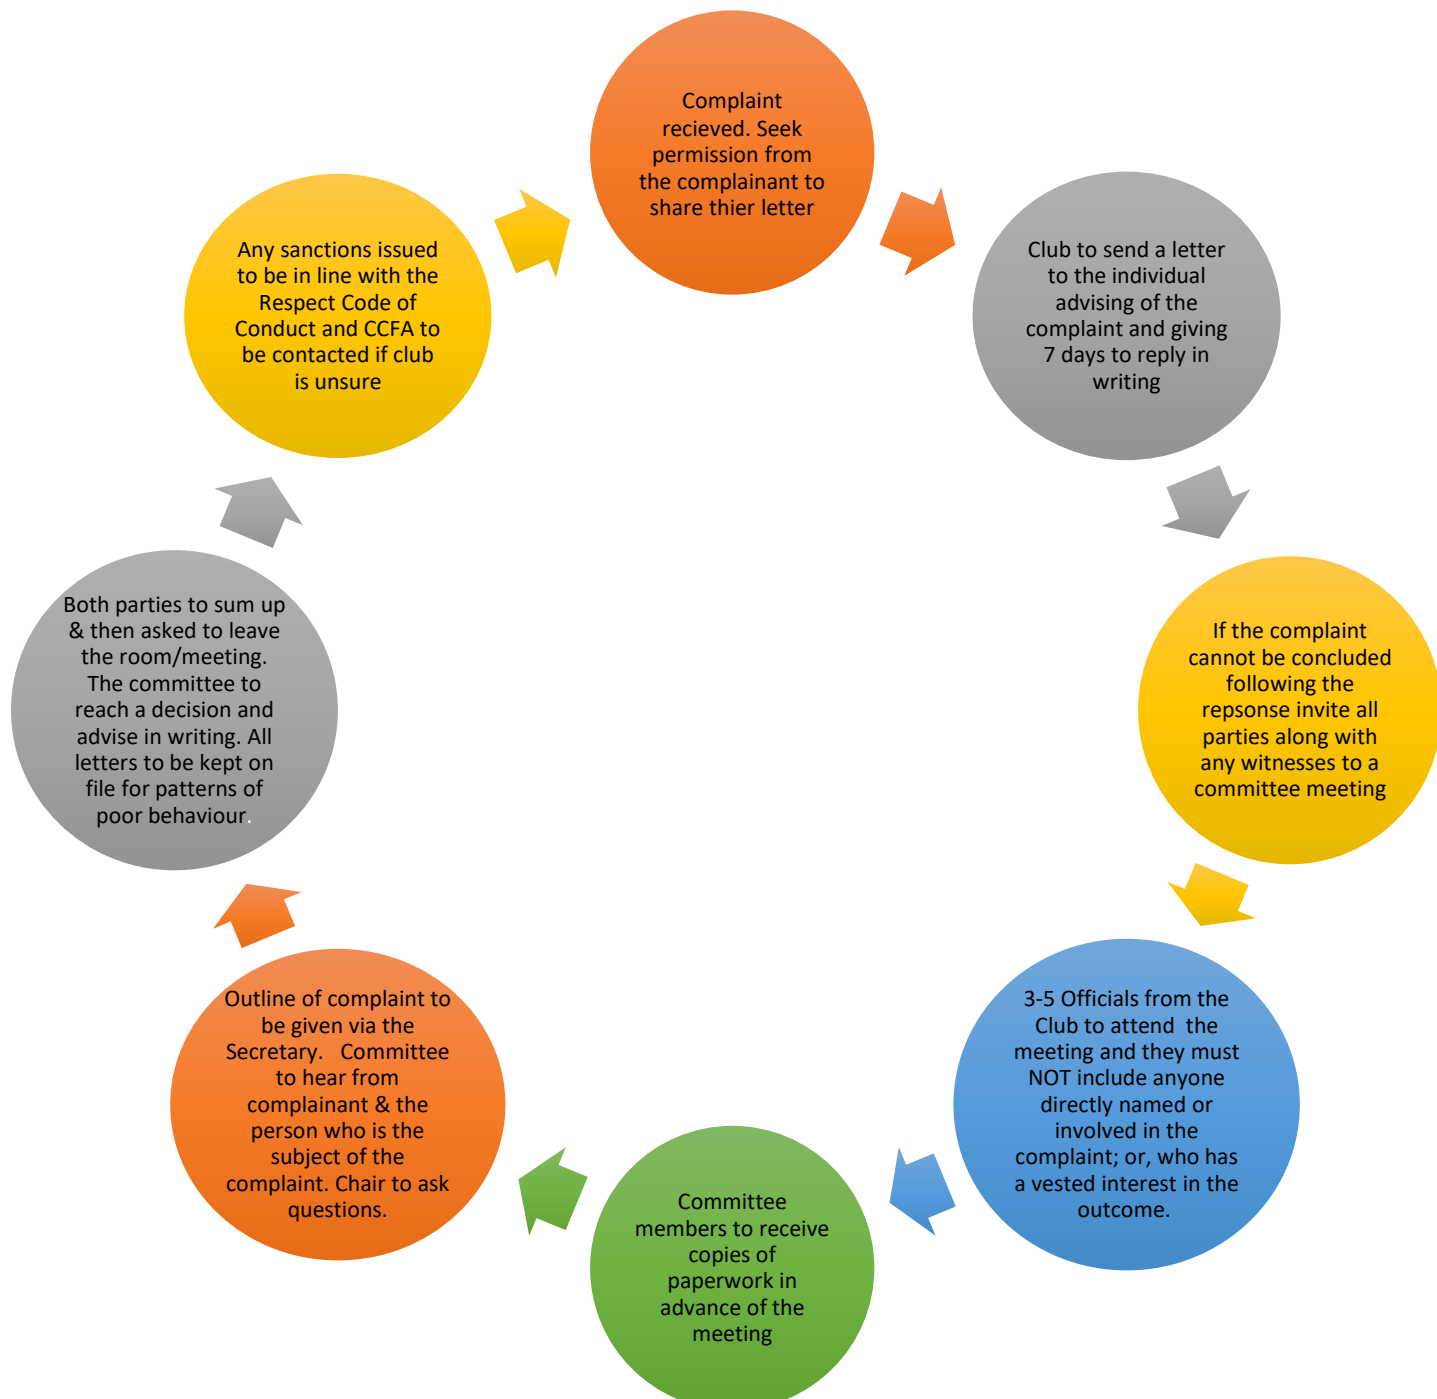 Complaint
recieved. Seek
permission from
the complainant to
share thier letter
Club to send a letter
to the individual
advising of the
complaint and giving
7 days to reply in
writing
If the complaint
cannot be concluded
following the
repsonse invite all
parties along with
any witnesses to a
committee meeting
3-5 Officials from the
Club to attend the
meeting and they must
NOT include anyone
directly named or
involved in the
complaint; or, who has
a vested interest in the
outcome.
Committee
members to receive
copies of
paperwork in
advance of the
meeting
Outline of complaint to
be given via the
Secretary. Committee
to hear from
complainant & the
person who is the
subject of the
complaint. Chair to ask
questions.
Both parties to sum up
& then asked to leave
the room/meeting.
The committee to
reach a decision and
advise in writing. All
letters to be kept on
file for patterns of
poor behaviour.
Any sanctions issued
to be in line with the
Respect Code of
Conduct and CCFA to
be contacted if club
is unsure